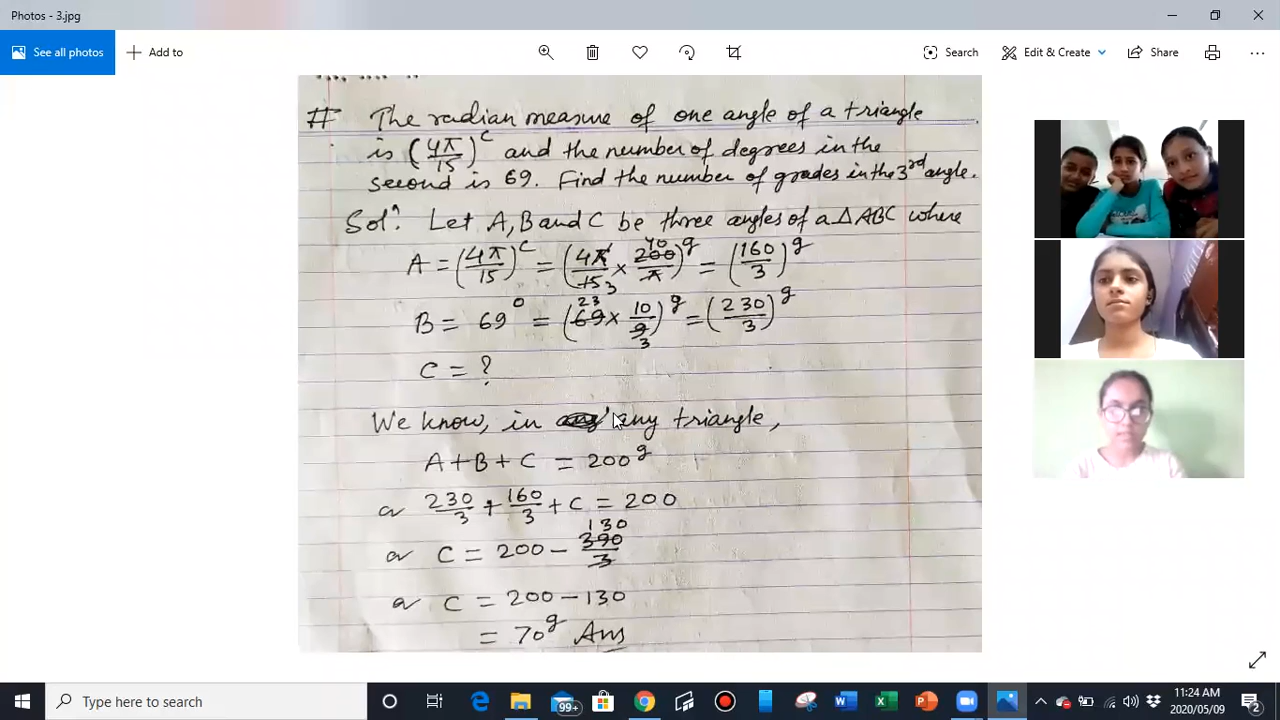 Photos - 3.jpg
See all photos
Add to
Search
Edit & Create
Share
# The radian measure of one angle of a triangle
is (4π/15)^c and the number of degrees in the
second is 69. Find the number of grades in the 3rd angle.
Solⁿ: Let A, B and C be three angles of a △ABC where
A = (4π/15)^c = (4π/15 × 200/π)^g = (160/3)^g
B = 69° = (69 × 10/9)^g = (230/3)^g
C = ?
We know, in any triangle,
A + B + C = 200^g
or 230/3 + 160/3 + C = 200
or C = 200 - 390/3
or C = 200 - 130
= 70^g Ans
Type here to search
99+
11:24 AM
2020/05/09
2